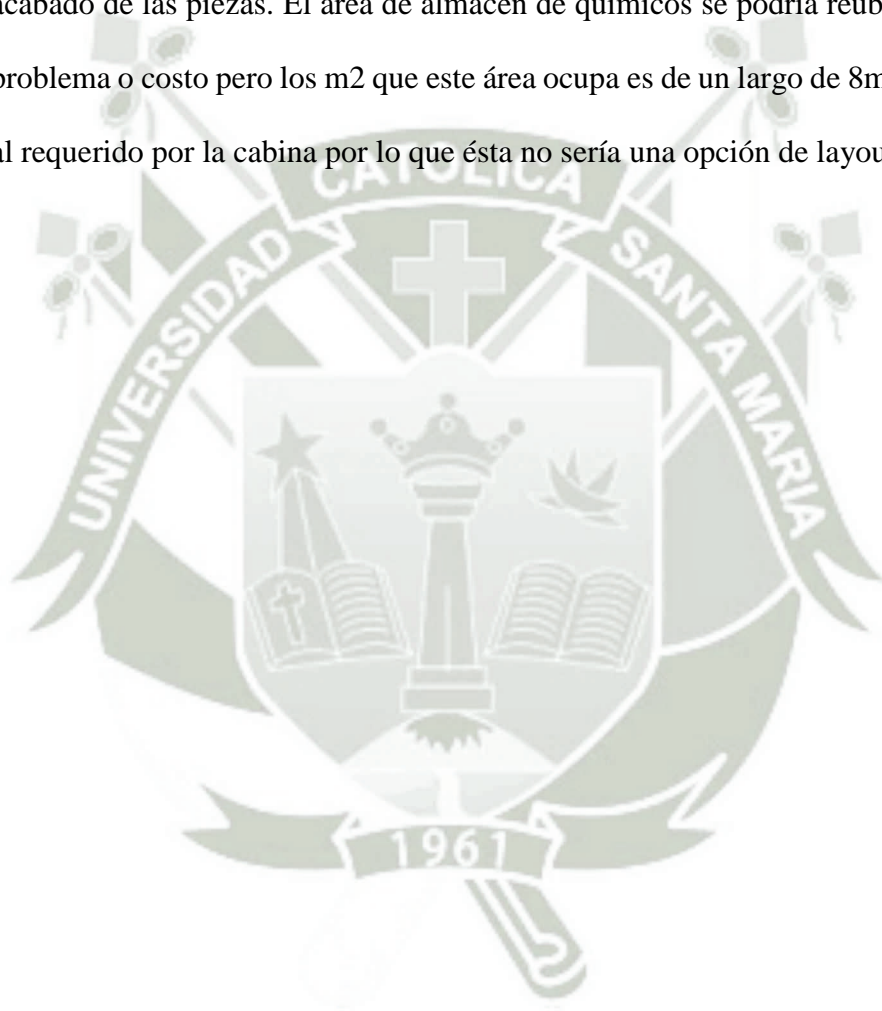 acabado de las piezas. El área de almacén de químicos se podría reub
problema o costo pero los m2 que este área ocupa es de un largo de 8m
al requerido por la cabina por lo que ésta no sería una opción de layou
CATOLICA
UNIVERSIDAD
SANTA MARIA
1961